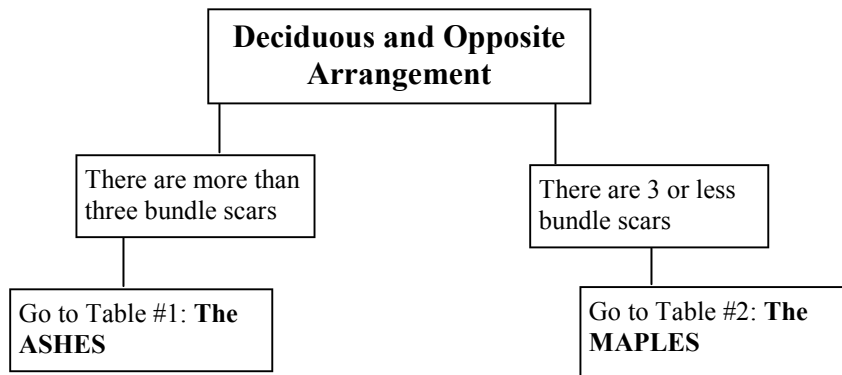 Deciduous and Opposite
Arrangement
There are more than
three bundle scars
There are 3 or less
bundle scars
Go to Table #1: The
ASHES
Go to Table #2: The
MAPLES